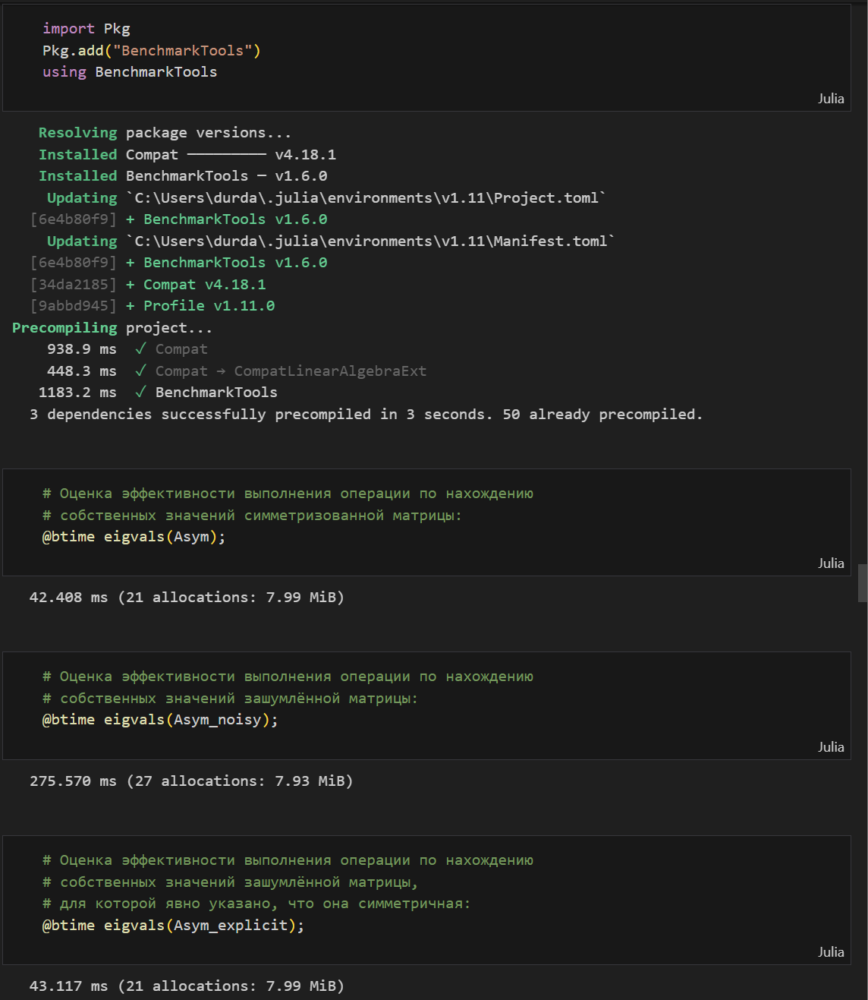 import Pkg
Pkg.add("BenchmarkTools")
using BenchmarkTools
Julia
Resolving package versions...
Installed Compat ───────── v4.18.1
Installed BenchmarkTools ─ v1.6.0
Updating `C:\Users\durda\.julia\environments\v1.11\Project.toml`
[6e4b80f9] + BenchmarkTools v1.6.0
Updating `C:\Users\durda\.julia\environments\v1.11\Manifest.toml`
[6e4b80f9] + BenchmarkTools v1.6.0
[34da2185] + Compat v4.18.1
[9abbd945] + Profile v1.11.0
Precompiling project...
938.9 ms ✓ Compat
448.3 ms ✓ Compat → CompatLinearAlgebraExt
1183.2 ms ✓ BenchmarkTools
3 dependencies successfully precompiled in 3 seconds. 50 already precompiled.
# Оценка эффективности выполнения операции по нахождению
# собственных значений симметризованной матрицы:
@btime eigvals(Asym);
Julia
42.408 ms (21 allocations: 7.99 MiB)
# Оценка эффективности выполнения операции по нахождению
# собственных значений зашумлённой матрицы:
@btime eigvals(Asym_noisy);
Julia
275.570 ms (27 allocations: 7.93 MiB)
# Оценка эффективности выполнения операции по нахождению
# собственных значений зашумлённой матрицы,
# для которой явно указано, что она симметричная:
@btime eigvals(Asym_explicit);
Julia
43.117 ms (21 allocations: 7.99 MiB)